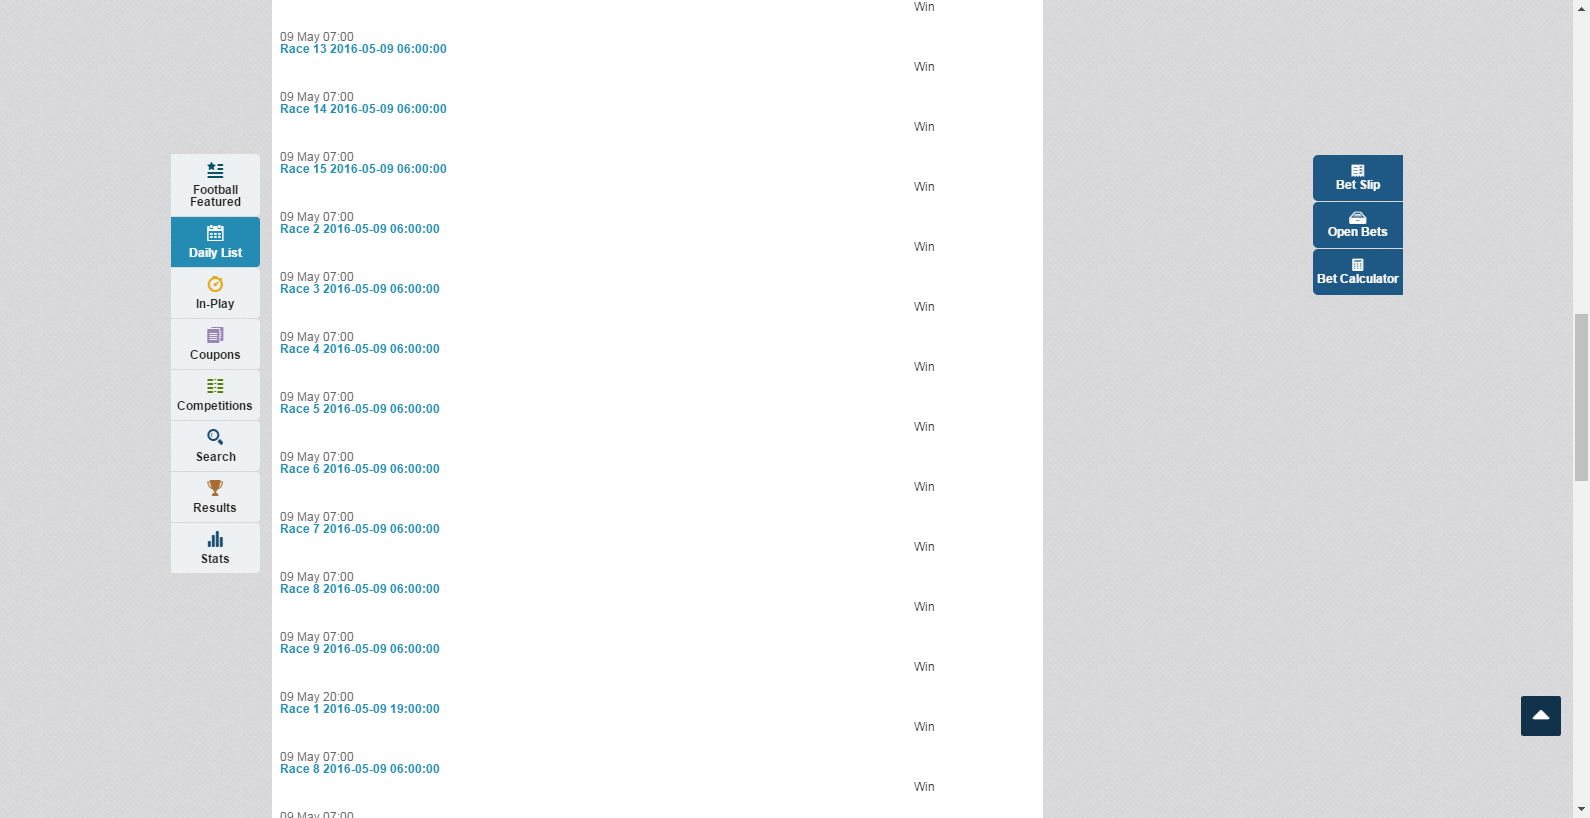 Win
09 May 07:00
Race 13 2016-05-09 06:00:00
Win
09 May 07:00
Race 14 2016-05-09 06:00:00
Win
09 May 07:00
Race 15 2016-05-09 06:00:00
Win
09 May 07:00
Race 2 2016-05-09 06:00:00
Win
09 May 07:00
Race 3 2016-05-09 06:00:00
Win
09 May 07:00
Race 4 2016-05-09 06:00:00
Win
09 May 07:00
Race 5 2016-05-09 06:00:00
Win
09 May 07:00
Race 6 2016-05-09 06:00:00
Win
09 May 07:00
Race 7 2016-05-09 06:00:00
Win
09 May 07:00
Race 8 2016-05-09 06:00:00
Win
09 May 07:00
Race 9 2016-05-09 06:00:00
Win
09 May 20:00
Race 1 2016-05-09 19:00:00
Win
09 May 07:00
Race 8 2016-05-09 06:00:00
Win
09 May 07:00
Football
Featured
Daily List
In-Play
Coupons
Competitions
Search
Results
Stats
Bet Slip
Open Bets
Bet Calculator